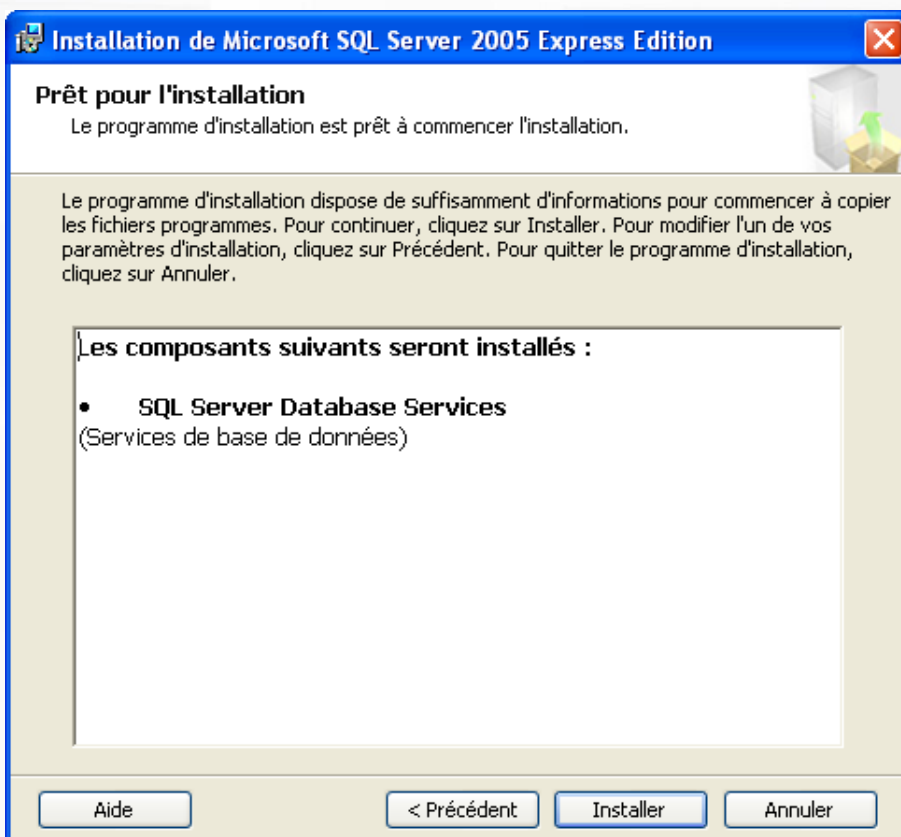 Installation de Microsoft SQL Server 2005 Express Edition
Prêt pour l'installation
Le programme d'installation est prêt à commencer l'installation.
Le programme d'installation dispose de suffisamment d'informations pour commencer à copier
les fichiers programmes. Pour continuer, cliquez sur Installer. Pour modifier l'un de vos
paramètres d'installation, cliquez sur Précédent. Pour quitter le programme d'installation,
cliquez sur Annuler.
Les composants suivants seront installés :
• SQL Server Database Services
(Services de base de données)
Aide
< Précédent
Installer
Annuler